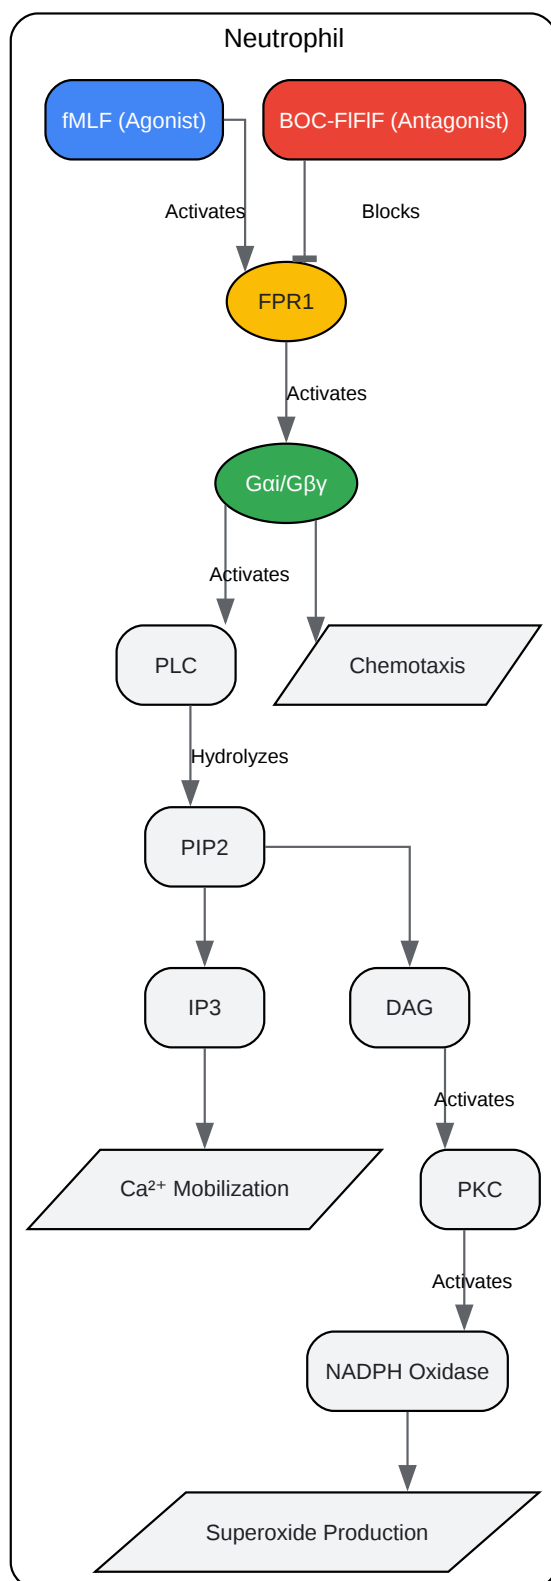 Neutrophil
fMLF (Agonist)
BOC-FlFlF (Antagonist)
Activates
Blocks
FPR1
Activates
Gαi/Gβγ
Activates
PLC
Chemotaxis
Hydrolyzes
PIP2
IP3
DAG
Activates
Ca²⁺ Mobilization
PKC
Activates
NADPH Oxidase
Superoxide Production